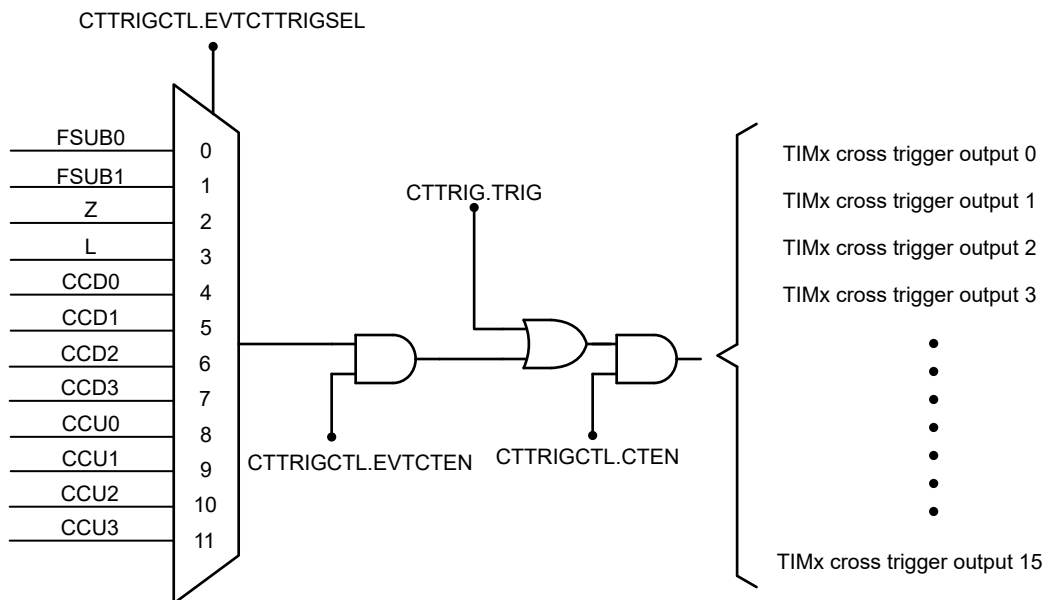 CTTRIGCTL.EVTCTTRIGSEL
FSUB0
0
FSUB1
1
Z
2
L
3
CCD0
4
CCD1
5
CCD2
6
CCD3
7
CCU0
8
CCU1
9
CCU2
10
CCU3
11
CTTRIG.TRIG
CTTRIGCTL.EVTCTEN
CTTRIGCTL.CTEN
TIMx cross trigger output 0
TIMx cross trigger output 1
TIMx cross trigger output 2
TIMx cross trigger output 3
TIMx cross trigger output 15